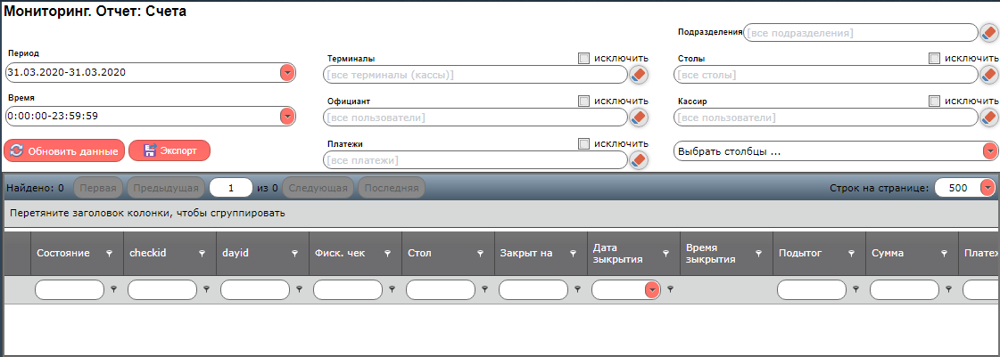 Мониторинг. Отчет: Счета
Подразделения [все подразделения]
Период
31.03.2020-31.03.2020
Терминалы исключить
[все терминалы (кассы)]
Столы исключить
[все столы]
Время
0:00:00-23:59:59
Официант исключить
[все пользователи]
Кассир исключить
[все пользователи]
Обновить данные Экспорт
Платежи исключить
[все платежи]
Выбрать столбцы ...
Найдено: 0 Первая Предыдущая 1 из 0 Следующая Последняя Строк на странице: 500
Перетяните заголовок колонки, чтобы сгруппировать
Состояние checkid dayid Фиск. чек Стол Закрыт на Дата зыкрытия Время зыкрытия Подытог Сумма Платеж